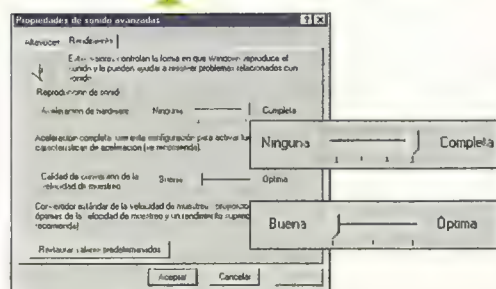 Propiedades de sonido avanzadas
Altavoces Rendimiento
Estos valores controlan la forma en que Windows reproduce el
sonido y le pueden ayudar a resolver problemas relacionados con
sonido
Reproducción de sonido
Aceleración de hardware Ninguna Completa
Aceleración completa: use esta configuración para activar
características de aceleración (se recomienda).
Calidad de conversión de la Buena Óptima
velocidad de muestreo
Convertidor estándar de la velocidad de muestreo:
óptimos de la velocidad de muestreo y un rendimiento
recomienda)
Restaurar valores predeterminados
Aceptar Cancelar
Ninguna Completa
Buena Óptima